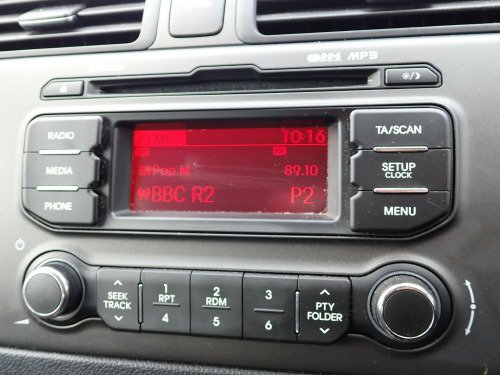 MP3
RADIO
MEDIA
PHONE
10:16
Pop M
89.10
BBC R2
P2
TA/SCAN
SETUP
CLOCK
MENU
SEEK
TRACK
1
RPT
4
2
RDM
5
3
6
PTY
FOLDER